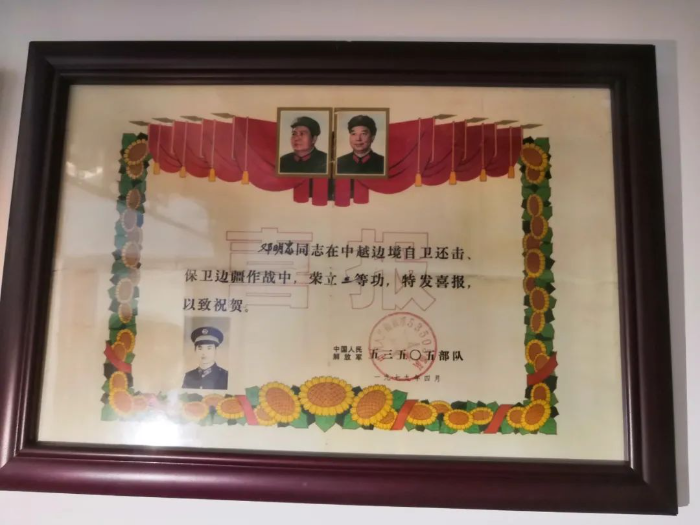 喜报
邓明富同志在中越边境自卫还击、
保卫边疆作战中，荣立三等功，特发喜报，
以致祝贺。
中国人民
解放军 五三五〇五部队
一九七九年四月